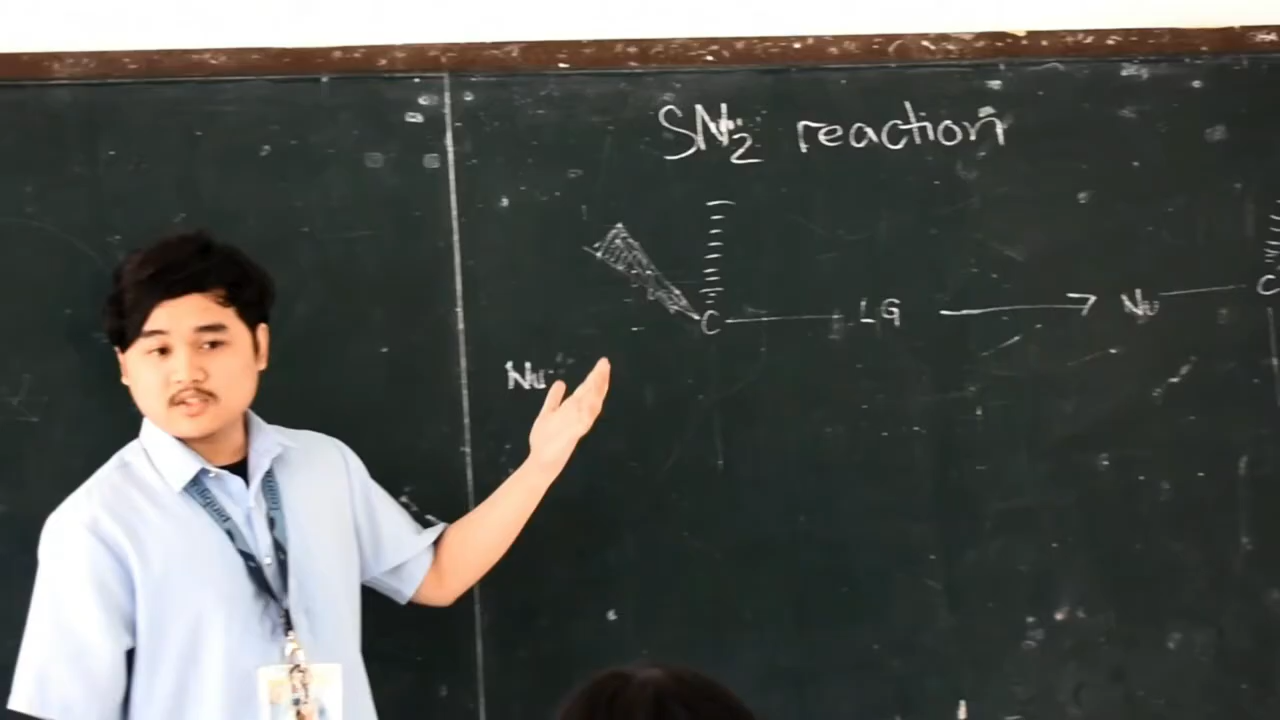 SN2 reaction
C LG → Nu C
Nu: